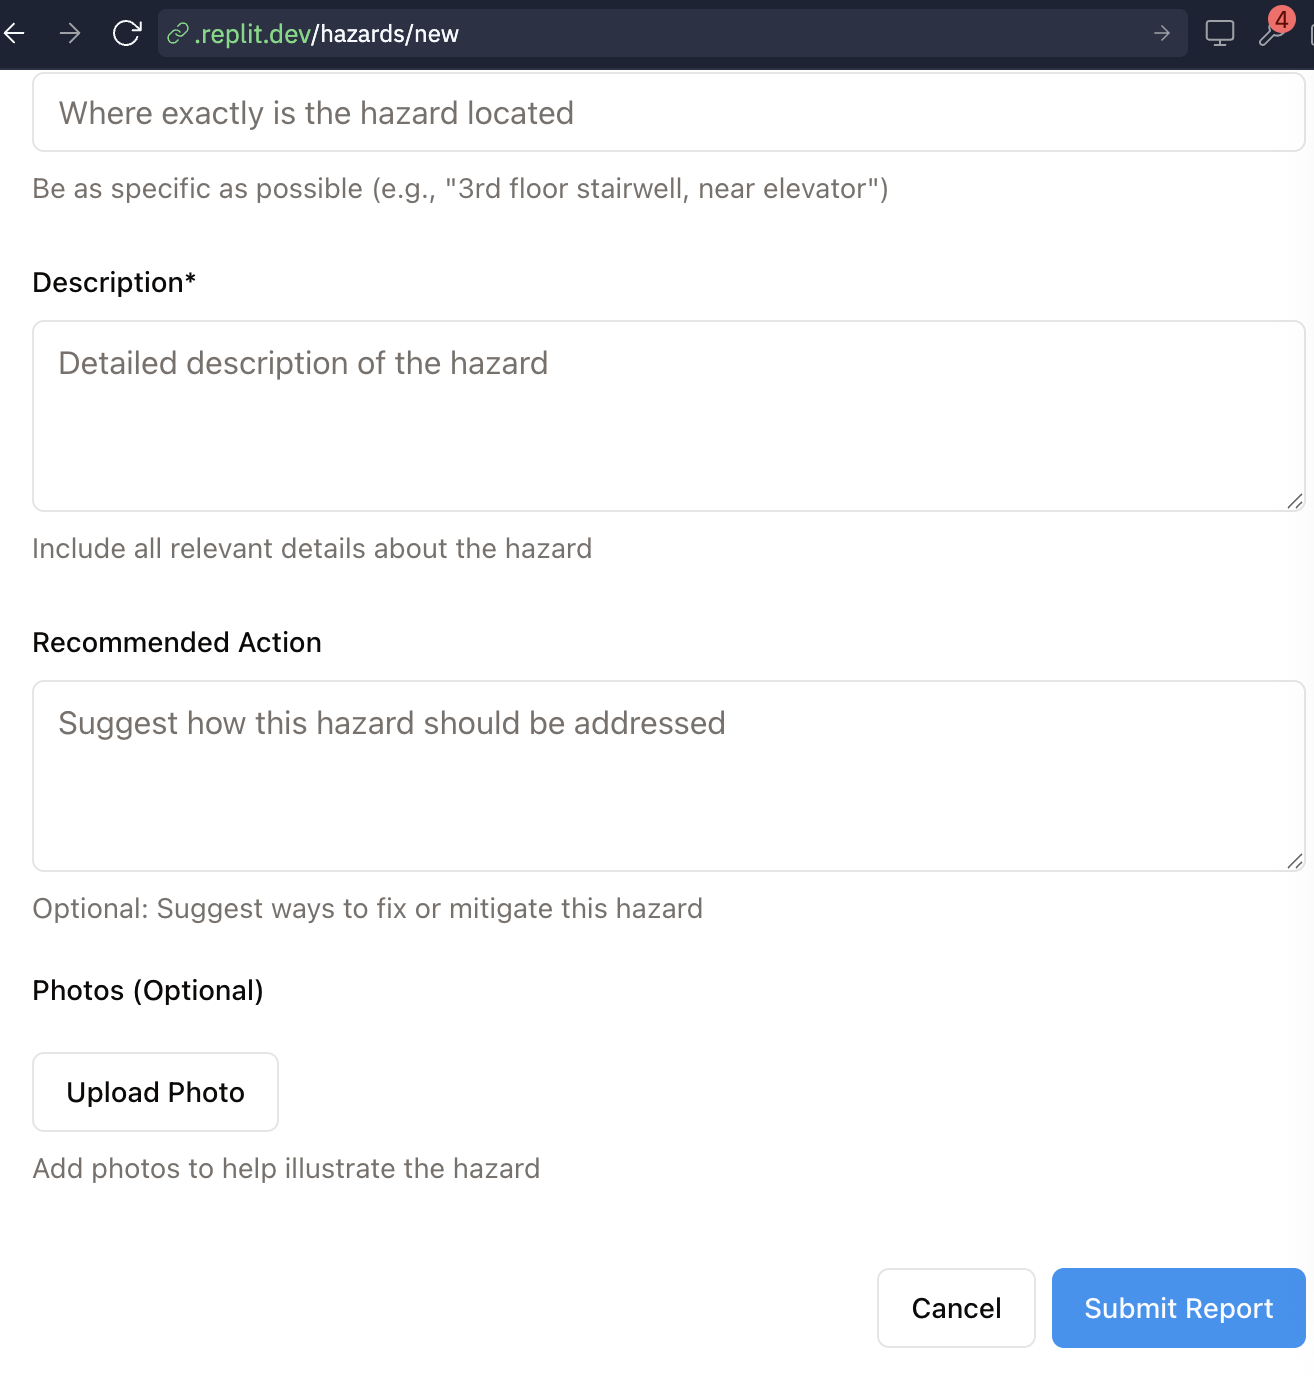 .replit.dev/hazards/new
4
Where exactly is the hazard located
Be as specific as possible (e.g., "3rd floor stairwell, near elevator")
Description*
Detailed description of the hazard
Include all relevant details about the hazard
Recommended Action
Suggest how this hazard should be addressed
Optional: Suggest ways to fix or mitigate this hazard
Photos (Optional)
Upload Photo
Add photos to help illustrate the hazard
Cancel
Submit Report